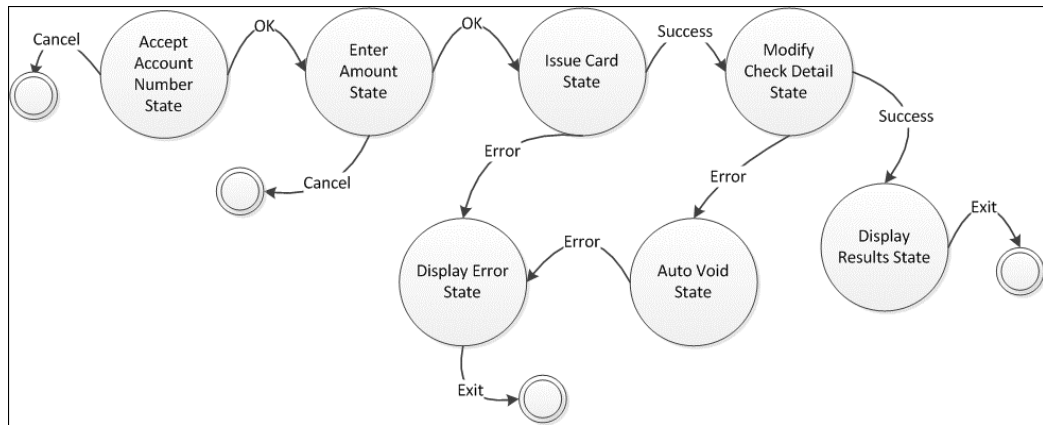 Cancel
Accept
Account
Number
State
OK
Enter
Amount
State
OK
Issue Card
State
Success
Modify
Check Detail
State
Success
Cancel
Error
Error
Display Error
State
Error
Auto Void
State
Display
Results State
Exit
Exit